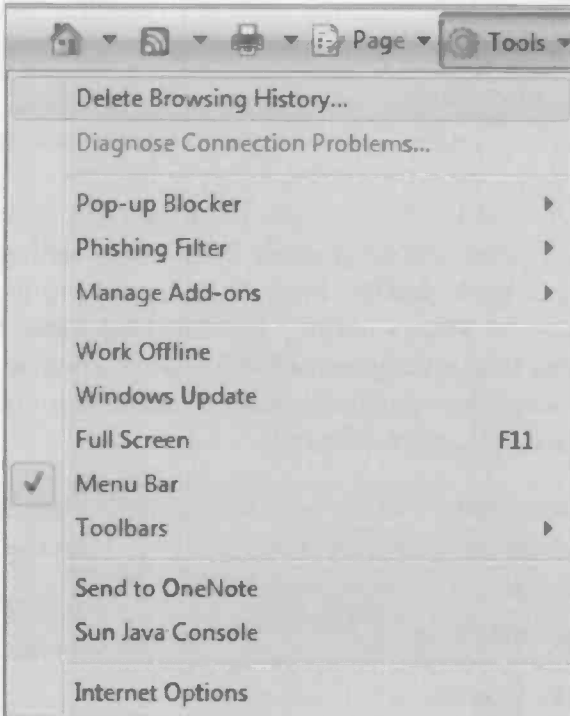 Page Tools
Delete Browsing History...
Diagnose Connection Problems...
Pop-up Blocker
Phishing Filter
Manage Add-ons
Work Offline
Windows Update
Full Screen F11
Menu Bar
Toolbars
Send to OneNote
Sun Java Console
Internet Options